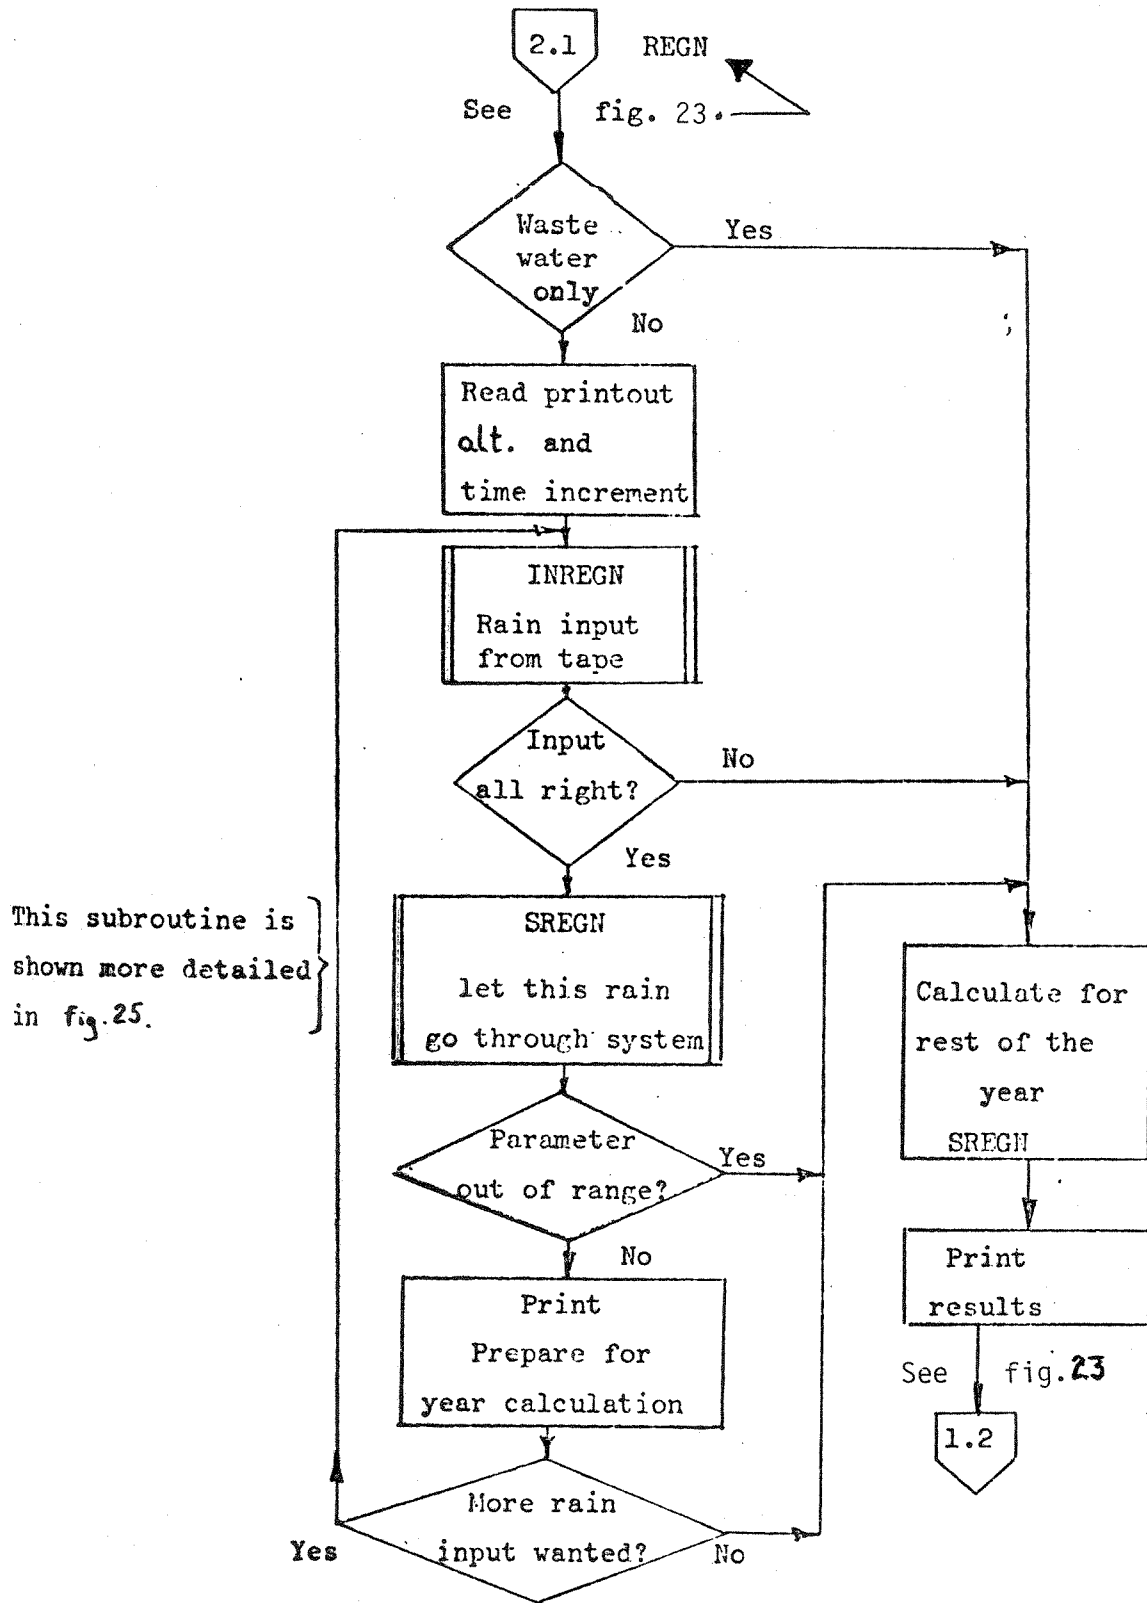 2.1 REGN
See fig. 23.
Waste
water
only
Yes
No
Read printout
alt. and
time increment
INREGN
Rain input
from tape
Input
all right?
No
Yes
This subroutine is
shown more detailed
in fig. 25.
SREGN
let this rain
go through system
Parameter
out of range?
Yes
No
Print
Prepare for
year calculation
More rain
input wanted?
Yes
No
Calculate for
rest of the
year
SREGN
Print
results
See fig. 23
1.2